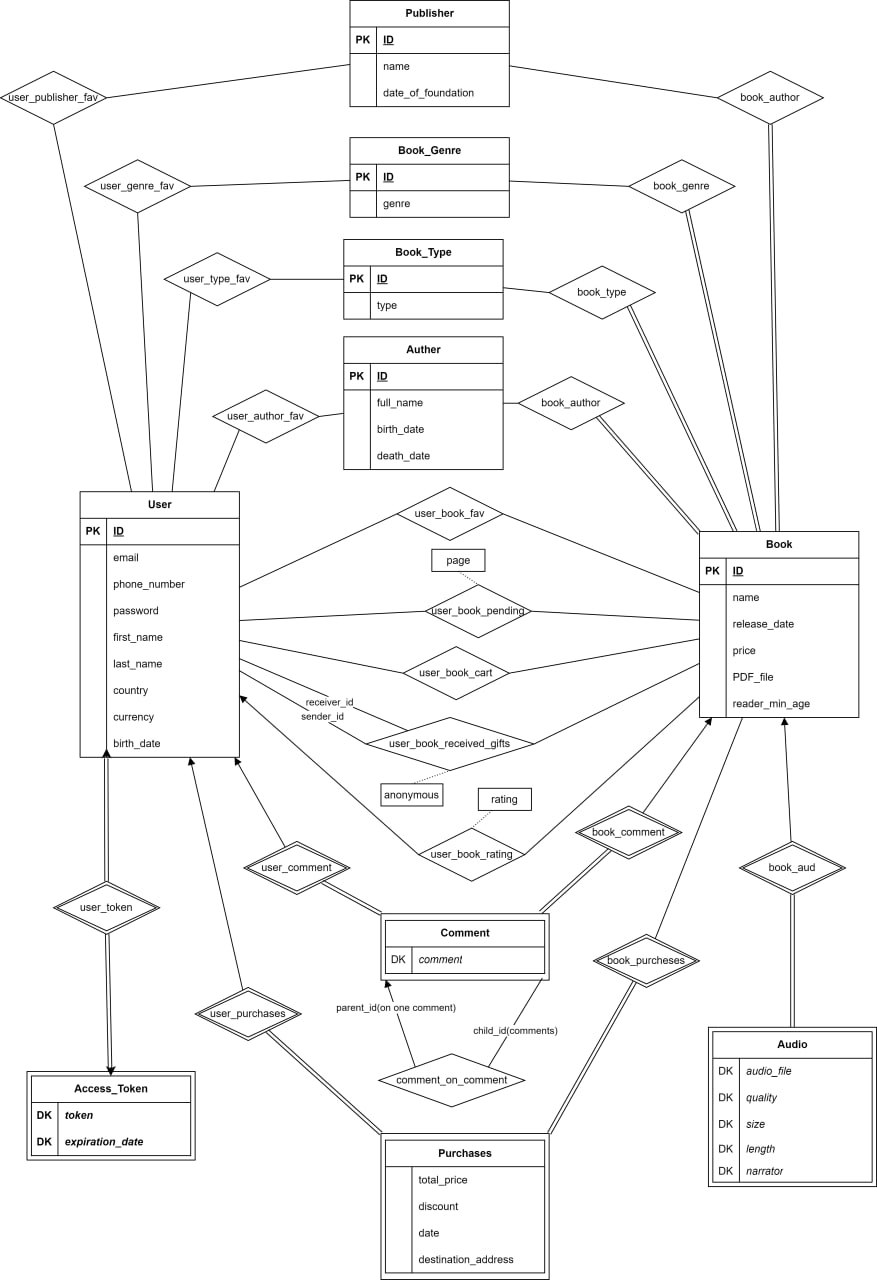 Publisher
PK ID
name
date_of_foundation
user_publisher_fav
book_author
Book_Genre
PK ID
genre
user_genre_fav
book_genre
Book_Type
PK ID
type
user_type_fav
book_type
Auther
PK ID
full_name
birth_date
death_date
user_author_fav
book_author
User
PK ID
email
phone_number
password
first_name
last_name
country
currency
birth_date
user_book_fav
page
user_book_pending
user_book_cart
receiver_id
sender_id
user_book_received_gifts
anonymous
rating
user_book_rating
Book
PK ID
name
release_date
price
PDF_file
reader_min_age
book_comment
user_comment
book_aud
user_token
Comment
DK comment
book_purcheses
parent_id(on one comment)
child_id(comments)
user_purchases
comment_on_comment
Access_Token
DK token
DK expiration_date
Audio
DK audio_file
DK quality
DK size
DK length
DK narrator
Purchases
total_price
discount
date
destination_address